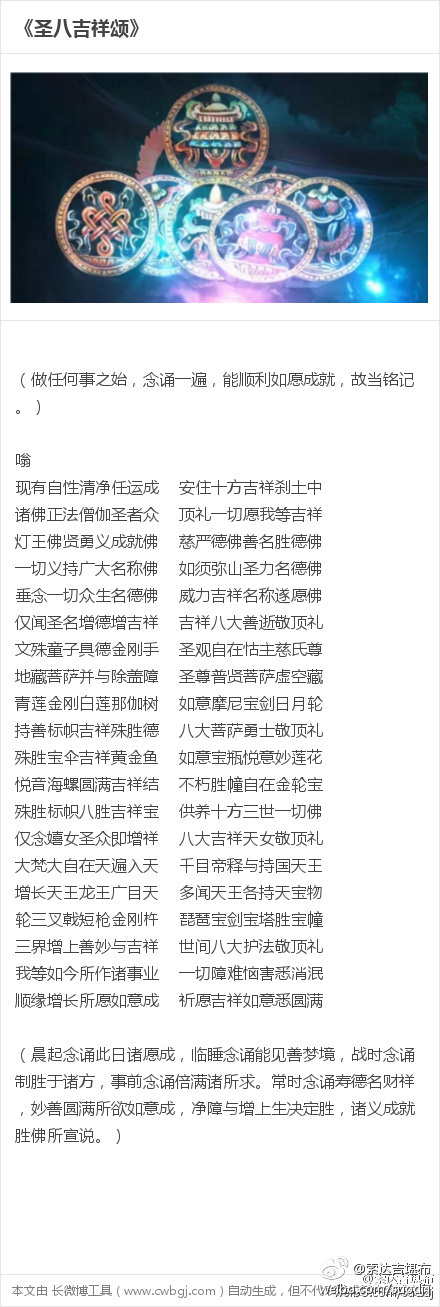 《圣八吉祥颂》
（做任何事之始，念诵一遍，能顺利如愿成就，故当铭记
。）
嗡
现有自性清净任运成 安住十方吉祥刹土中
诸佛正法僧伽圣者众 顶礼一切愿我等吉祥
灯王佛贤勇义成就佛 慈严德佛善名胜德佛
一切义持广大名称佛 如须弥山圣力名德佛
垂念一切众生名德佛 威力吉祥名称遂愿佛
仅闻圣名增德增吉祥 吉祥八大善逝敬顶礼
文殊童子具德金刚手 圣观自在怙主慈氏尊
地藏菩萨并与除盖障 圣尊普贤菩萨虚空藏
青莲金刚白莲那伽树 如意摩尼宝剑日月轮
持善标帜吉祥殊胜德 八大菩萨勇士敬顶礼
殊胜宝伞吉祥黄金鱼 如意宝瓶悦意妙莲花
悦音海螺圆满吉祥结 不朽胜幢自在金轮宝
殊胜标帜八胜吉祥宝 供养十方三世一切佛
仅念嬉女圣众即增祥 八大吉祥天女敬顶礼
大梵大自在天遍入天 千目帝释与持国天王
增长天王龙王广目天 多闻天王各持天宝物
轮三叉戟短枪金刚杵 琵琶宝剑宝塔胜宝幢
三界增上善妙与吉祥 世间八大护法敬顶礼
我等如今所作诸事业 一切障难恼害悉消泯
顺缘增长所愿如意成 祈愿吉祥如意悉圆满
（晨起念诵此日诸愿成，临睡念诵能见善梦境，战时念诵
制胜于诸方，事前念诵倍满诸所求。常时念诵寿德名财祥
，妙善圆满所欲如意成，净障与增上生决定胜，诸义成就
胜佛所宣说。）
@索达吉堪布
本文由 长微博工具（www.cwbgj.com）自动生成，但不代
weibo.com/suodj